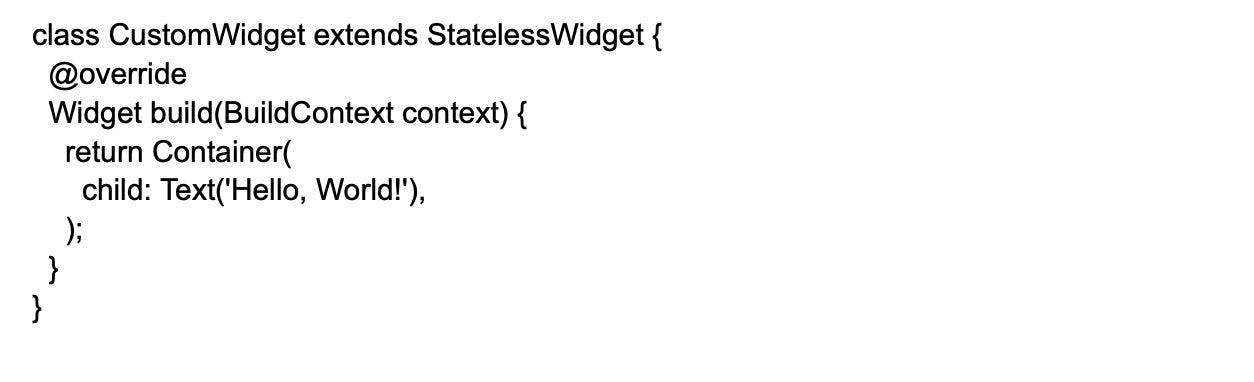 class CustomWidget extends StatelessWidget {
  @override
  Widget build(BuildContext context) {
    return Container(
      child: Text('Hello, World!'),
    );
  }
}